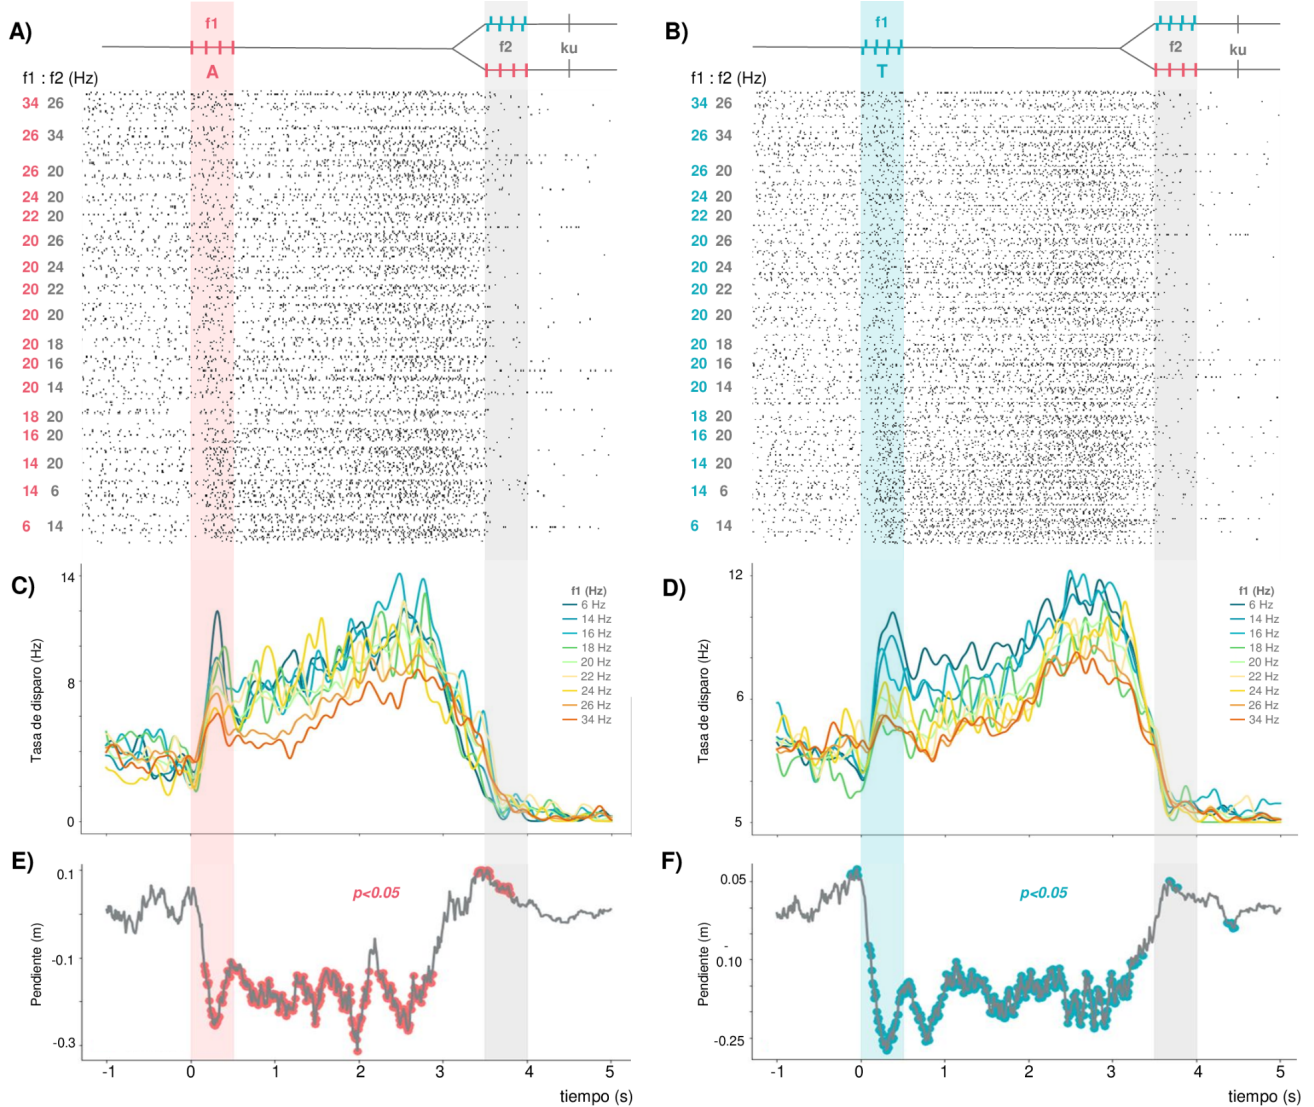 A)
f1
A
f2
ku
f1 : f2 (Hz)
34 26
26 34
26 20
24 20
22 20
20 26
20 24
20 22
20 20
20 18
20 16
20 14
18 20
16 20
14 20
14 6
6 14
B)
f1
T
f2
ku
f1 : f2 (Hz)
34 26
26 34
26 20
24 20
22 20
20 26
20 24
20 22
20 20
20 18
20 16
20 14
18 20
16 20
14 20
14 6
6 14
C)
Tasa de disparo (Hz)
14
8
0
f1 (Hz)
6 Hz
14 Hz
16 Hz
18 Hz
20 Hz
22 Hz
24 Hz
26 Hz
34 Hz
D)
Tasa de disparo (Hz)
12
6
5
f1 (Hz)
6 Hz
14 Hz
16 Hz
18 Hz
20 Hz
22 Hz
24 Hz
26 Hz
34 Hz
E)
Pendiente (m)
0.1
-0.1
-0.3
p<0.05
-1 0 1 2 3 4 5
tiempo (s)
F)
Pendiente (m)
0.05
-
0.10
-0.25
p<0.05
-1 0 1 2 3 4 5
tiempo (s)